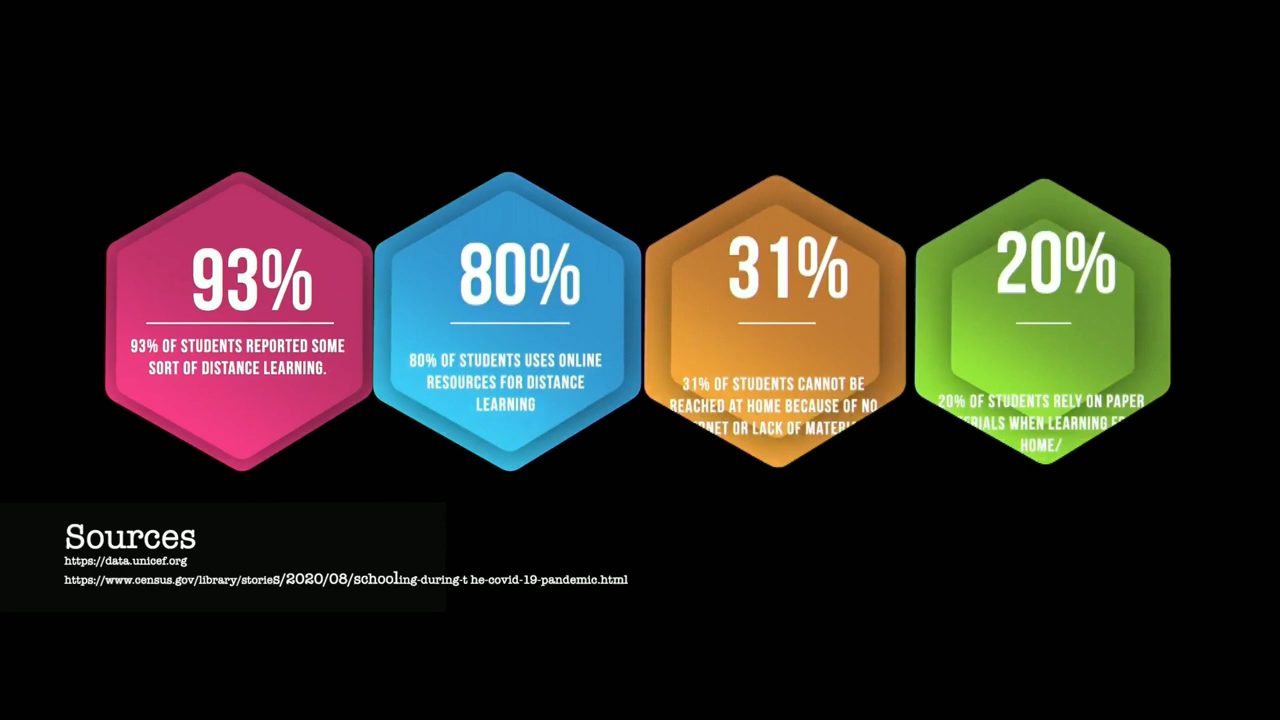 93%
93% OF STUDENTS REPORTED SOME
SORT OF DISTANCE LEARNING.
80%
80% OF STUDENTS USES ONLINE
RESOURCES FOR DISTANCE
LEARNING
31%
31% OF STUDENTS CANNOT BE
REACHED AT HOME BECAUSE OF NO
OR LACK OF
20%
20% OF STUDENTS RELY ON PAPER
WHEN LEARNING
HOME/
Sources
https://data.unicef.org
https://www.census.gov/library/stories/2020/08/schooling-during-t he-covid-19-pandemic.html